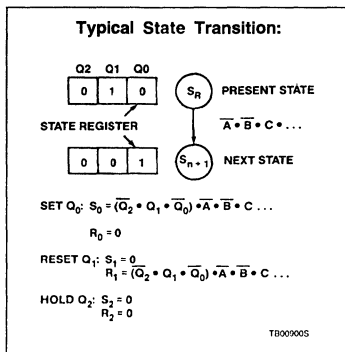 Typical State Transition:
Q2 Q1 Q0
0 1 0
S_R PRESENT STATE
STATE REGISTER
A̅ • B̅ • C • ...
0 0 1
S_{n+1} NEXT STATE
SET Q₀: S₀ = (Q̅₂ • Q₁ • Q̅₀) • A̅ • B̅ • C ...
R₀ = 0
RESET Q₁: S₁ = 0
R₁ = (Q̅₂ • Q₁ • Q̅₀) • A̅ • B̅ • C ...
HOLD Q₂: S₂ = 0
R₂ = 0
TB00900S